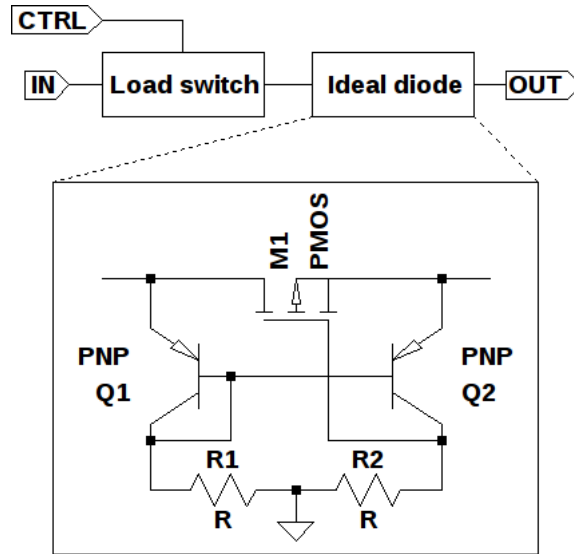 CTRL
IN
Load switch
Ideal diode
OUT
M1
PMOS
PNP
Q1
PNP
Q2
R1
R
R2
R